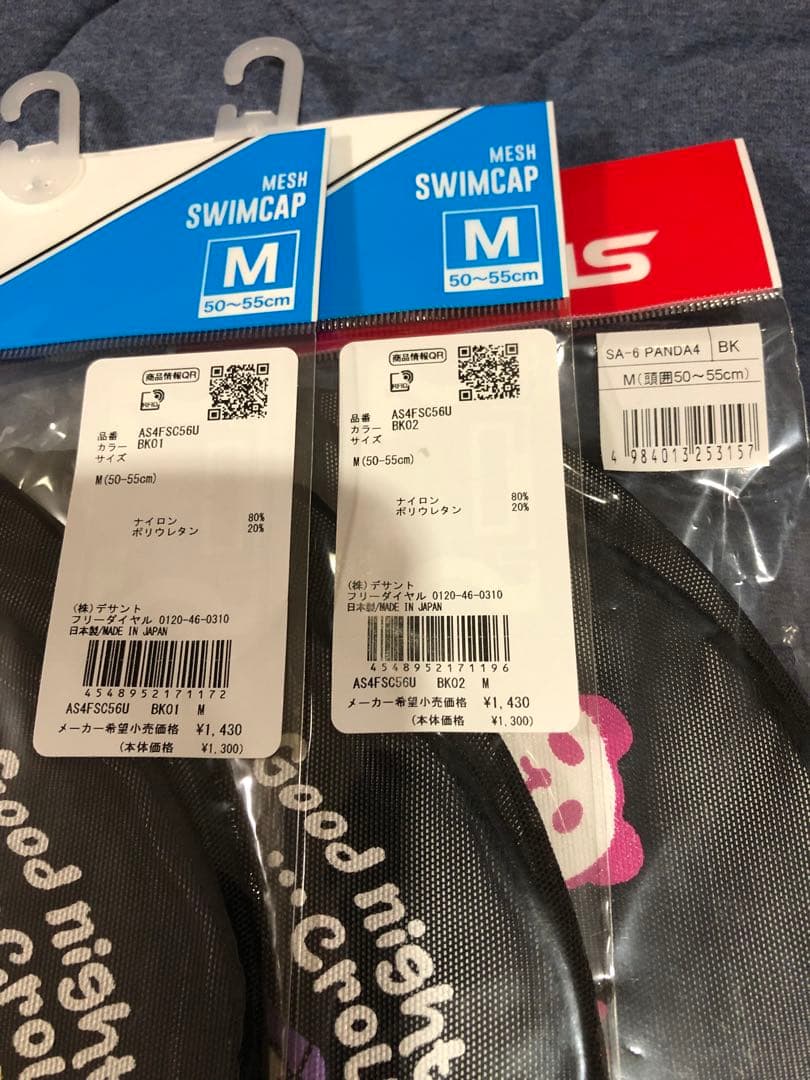 MESH
SWIMCAP
M
50～55cm
商品情報QR
RFID
品番 AS4FSC56U
カラー BK01
サイズ
M(50-55cm)
ナイロン 80%
ポリウレタン 20%
(株)デサント
フリーダイヤル 0120-46-0310
日本製/MADE IN JAPAN
4548952171172
AS4FSC56U BK01 M
メーカー希望小売価格 ¥1,430
(本体価格 ¥1,300)
Good night
MESH
SWIMCAP
M
50～55cm
商品情報QR
品番 AS4FSC56U
カラー BK02
サイズ
M(50-55cm)
ナイロン 80%
ポリウレタン 20%
(株)デサント
フリーダイヤル 0120-46-0310
日本製/MADE IN JAPAN
4548952171196
AS4FSC56U BK02 M
メーカー希望小売価格 ¥1,430
(本体価格 ¥1,300)
Good night
SA-6 PANDA4 BK
M(頭囲50～55cm)
4 984013 253157